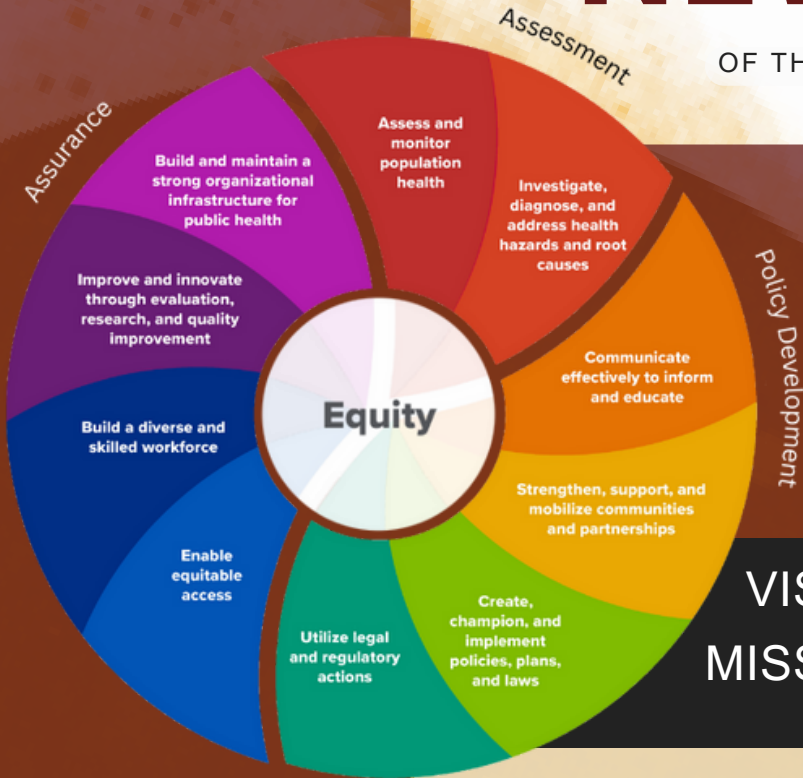 OF TH
Assessment
Assurance
Policy Development
Assess and
monitor
population
health
Investigate,
diagnose, and
address health
hazards and root
causes
Communicate
effectively to inform
and educate
Strengthen, support, and
mobilize communities
and partnerships
Create,
champion, and
implement
policies, plans,
and laws
Utilize legal
and regulatory
actions
Enable
equitable
access
Build a diverse and
skilled workforce
Improve and innovate
through evaluation,
research, and quality
improvement
Build and maintain a
strong organizational
infrastructure for
public health
Equity
VIS
MISS